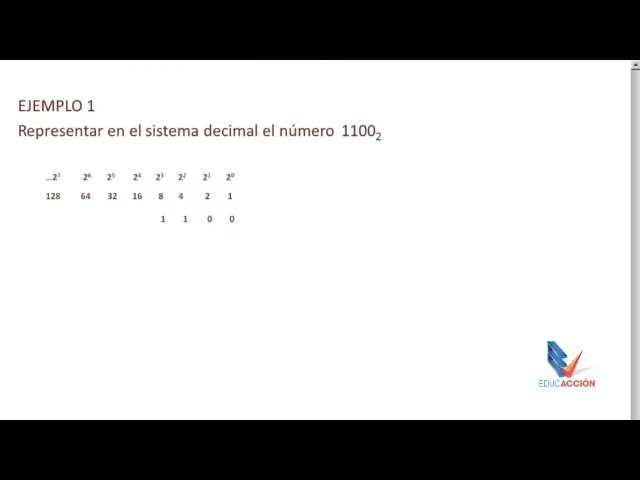 EJEMPLO 1
Representar en el sistema decimal el número 1100₂
...2⁷ 2⁶ 2⁵ 2⁴ 2³ 2² 2¹ 2⁰
128 64 32 16 8 4 2 1
1 1 0 0
EDUCACCIÓN